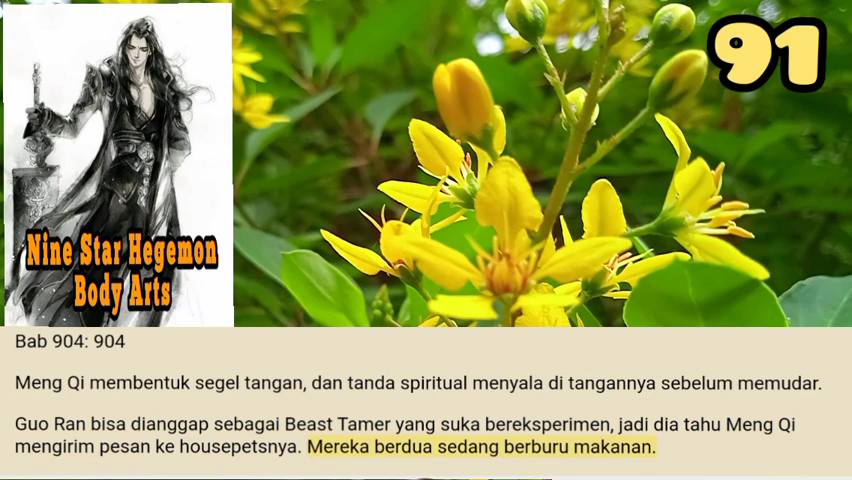 91
Nine Star Hegemon
Body Arts
Bab 904: 904
Meng Qi membentuk segel tangan, dan tanda spiritual menyala di tangannya sebelum memudar.
Guo Ran bisa dianggap sebagai Beast Tamer yang suka bereksperimen, jadi dia tahu Meng Qi
mengirim pesan ke housepetsnya. Mereka berdua sedang berburu makanan.